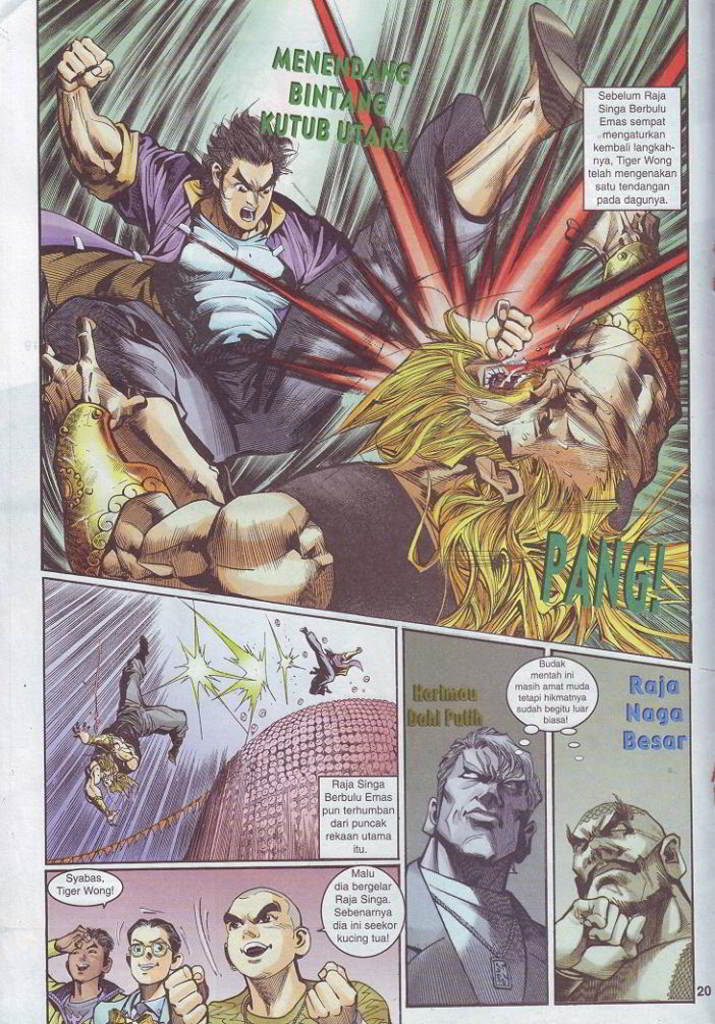 MENENDANG
BINTANG
KUTUB UTARA
Sebelum Raja
Singa Berbulu
Emas sempat
mengaturkan
kembali langkah-
nya, Tiger Wong
telah mengenakan
satu tendangan
pada dagunya.
PANG!
Raja Singa
Berbulu Emas
pun terhumban
dari puncak
rekaan utama
itu.
Harimau
Dahi Putih
Budak
mentah ini
masih amat muda
tetapi hikmatnya
sudah begitu luar
biasa!
Raja
Naga
Besar
Syabas,
Tiger Wong!
Malu
dia bergelar
Raja Singa.
Sebenarnya
dia ini seekor
kucing tua!
20